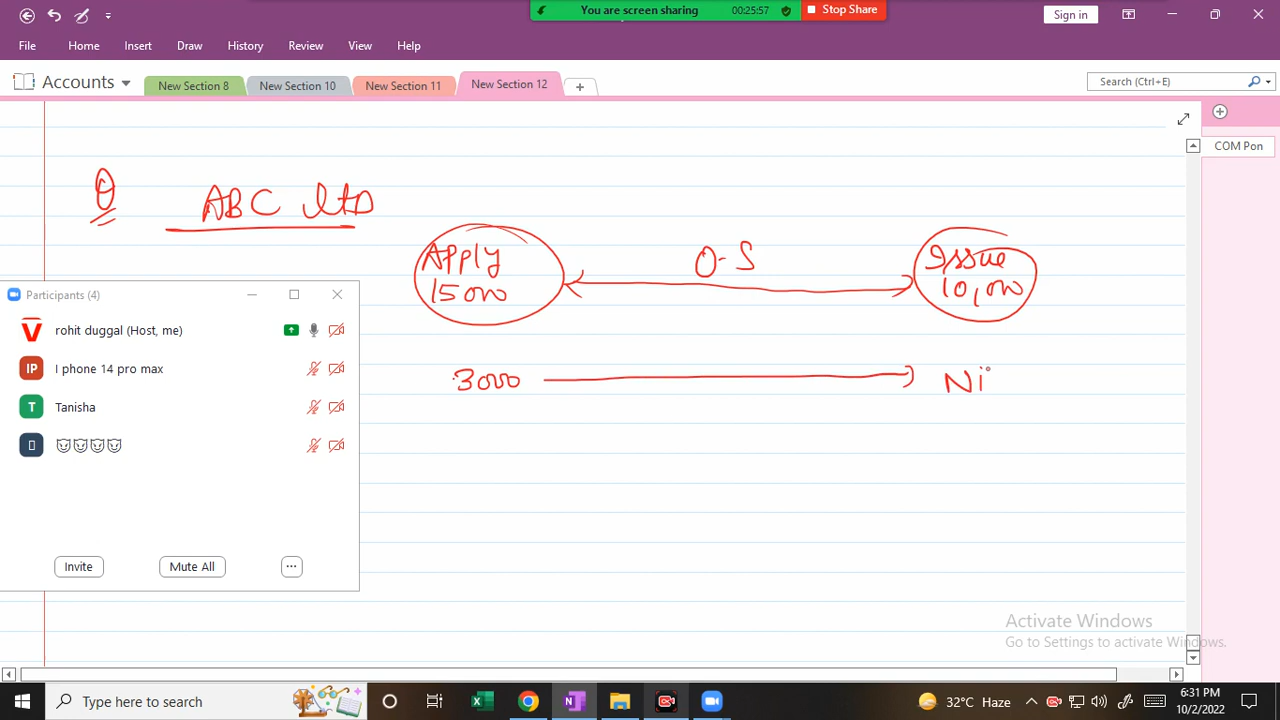 You are screen sharing 00:25:57 Stop Share
Sign in
File Home Insert Draw History Review View Help
Accounts New Section 8 New Section 10 New Section 11 New Section 12 +
Search (Ctrl+E)
COM Pon
Q ABC ltD
Apply O-S Issue
15000 10,000
3000 Ni
Participants (4)
rohit duggal (Host, me)
IP I phone 14 pro max
T Tanisha
Invite Mute All ...
Activate Windows
Go to Settings to activate Windows.
Type here to search
32°C Haze
6:31 PM
10/2/2022